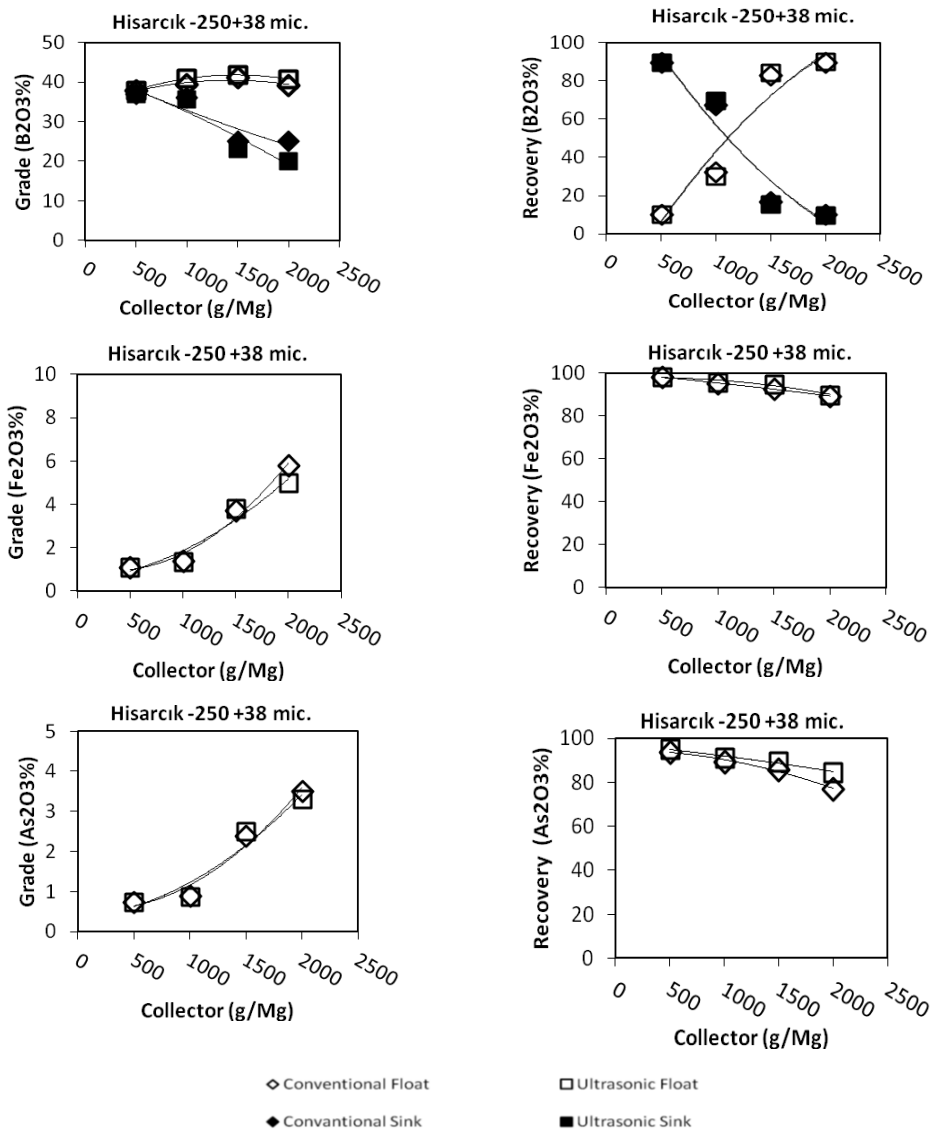 Hisarcık -250+38 mic.
Grade (B2O3%)
50
40
30
20
10
0
0 500 1000 1500 2000 2500
Collector (g/Mg)
Hisarcık -250+38 mic.
Recovery (B2O3%)
100
80
60
40
20
0
0 500 1000 1500 2000 2500
Collector (g/Mg)
Hisarcık -250 +38 mic.
Grade (Fe2O3%)
10
8
6
4
2
0
0 500 1000 1500 2000 2500
Collector (g/Mg)
Hisarcık -250 +38 mic.
Recovery (Fe2O3%)
100
80
60
40
20
0
0 500 1000 1500 2000 2500
Collector (g/Mg)
Hisarcık -250 +38 mic.
Grade (As2O3%)
5
4
3
2
1
0
0 500 1000 1500 2000 2500
Collector (g/Mg)
Hisarcık -250 +38 mic.
Recovery (As2O3%)
100
80
60
40
20
0
0 500 1000 1500 2000 2500
Collector (g/Mg)
Conventional Float
Ultrasonic Float
Convantional Sink
Ultrasonic Sink